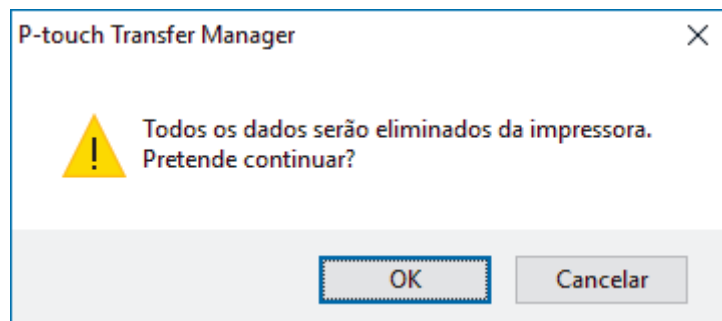 P-touch Transfer Manager
Todos os dados serão eliminados da impressora.
Pretende continuar?
OK
Cancelar